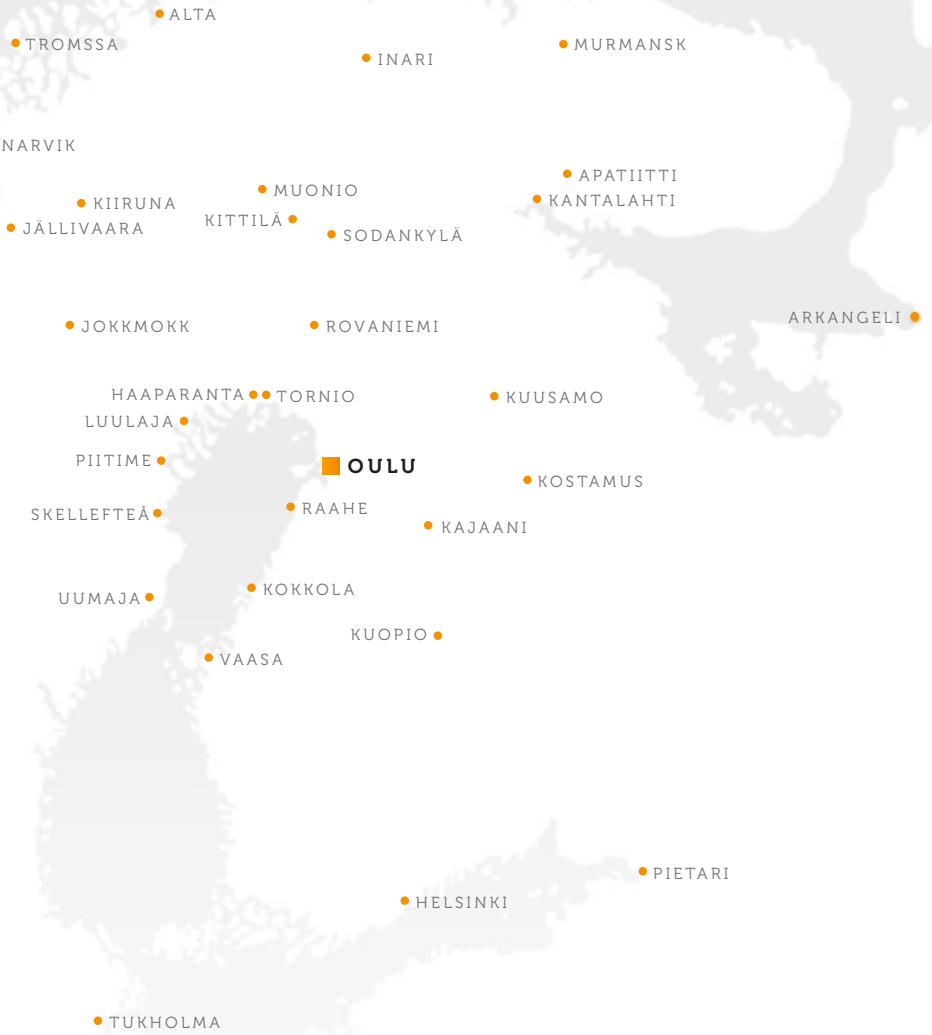 ALTA
TROMSSA
MURMANSK
INARI
NARVIK
APATIITTI
MUONIO
KANTALAHTI
KIIRUNA
KITTILÄ
JÄLLIVAARA
SODANKYLÄ
ARKANGELI
JOKKMOKK
ROVANIEMI
HAAPARANTA
TORNIO
KUUSAMO
LUULAJA
PIITIME
OULU
KOSTAMUS
RAAHE
SKELLEFTEÅ
KAJAANI
KOKKOLA
UUMAJA
KUOPIO
VAASA
PIETARI
HELSINKI
TUKHOLMA